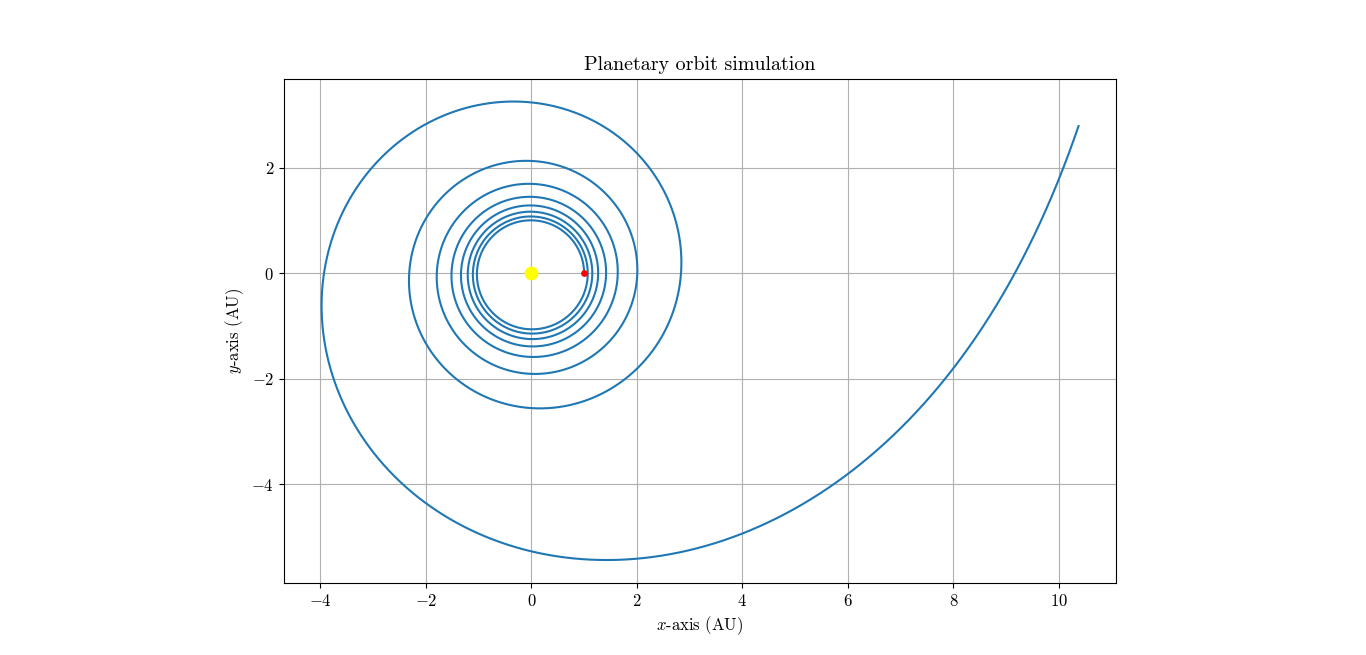 Planetary orbit simulation
2
0
−2
−4
y-axis (AU)
−4 −2 0 2 4 6 8 10
x-axis (AU)